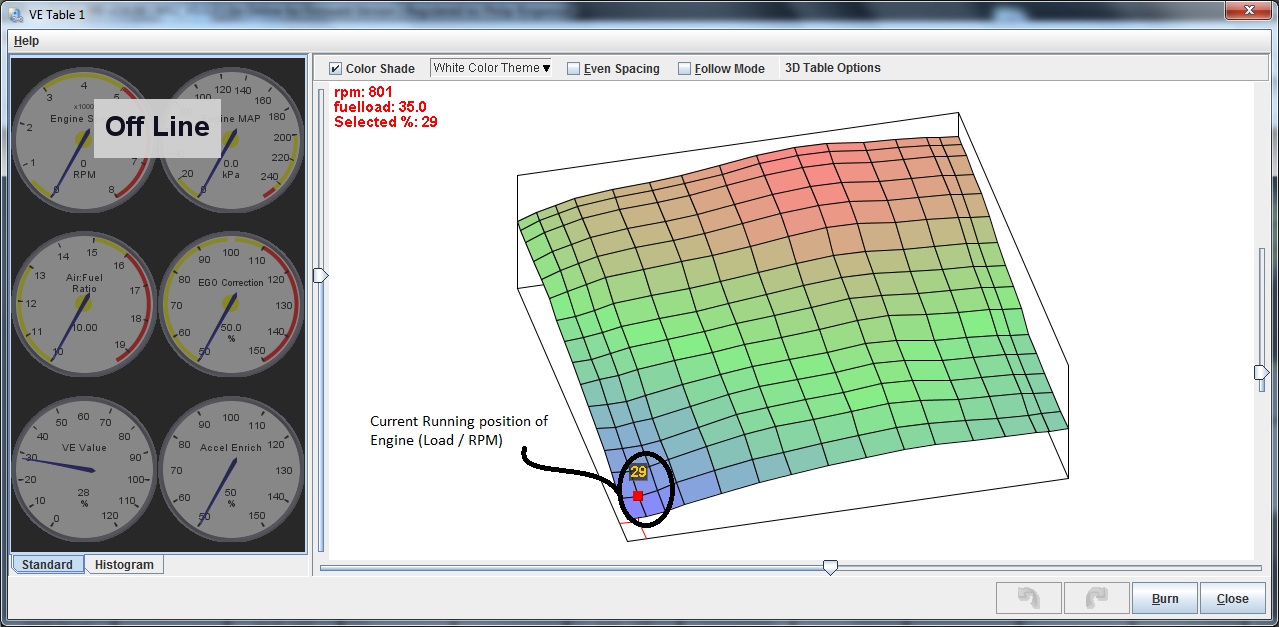 VE Table 1
Help
Color Shade
White Color Theme
Even Spacing
Follow Mode
3D Table Options
rpm: 801
fuelload: 35.0
Selected %: 29
Off Line
3 4 5
x1000
Engine S
2
1 7
0
RPM
0 8
100 120 140 160
ine MAP 180
200
220
20 0.0 240
kPa
0
14 15 16
13 Air:Fuel
Ratio 17
12
11 10.00 18
10 19
90 100 110
80 EGO Correction 120
70 130
60 50.0 140
%
50 150
50 60 70
40 80
VE Value
30 90
20 100
10 28 110
%
0 120
90 100 110
80 Accel Enrich 120
70 130
60 50 140
%
50 150
Current Running position of
Engine (Load / RPM)
29
Standard
Histogram
Burn
Close